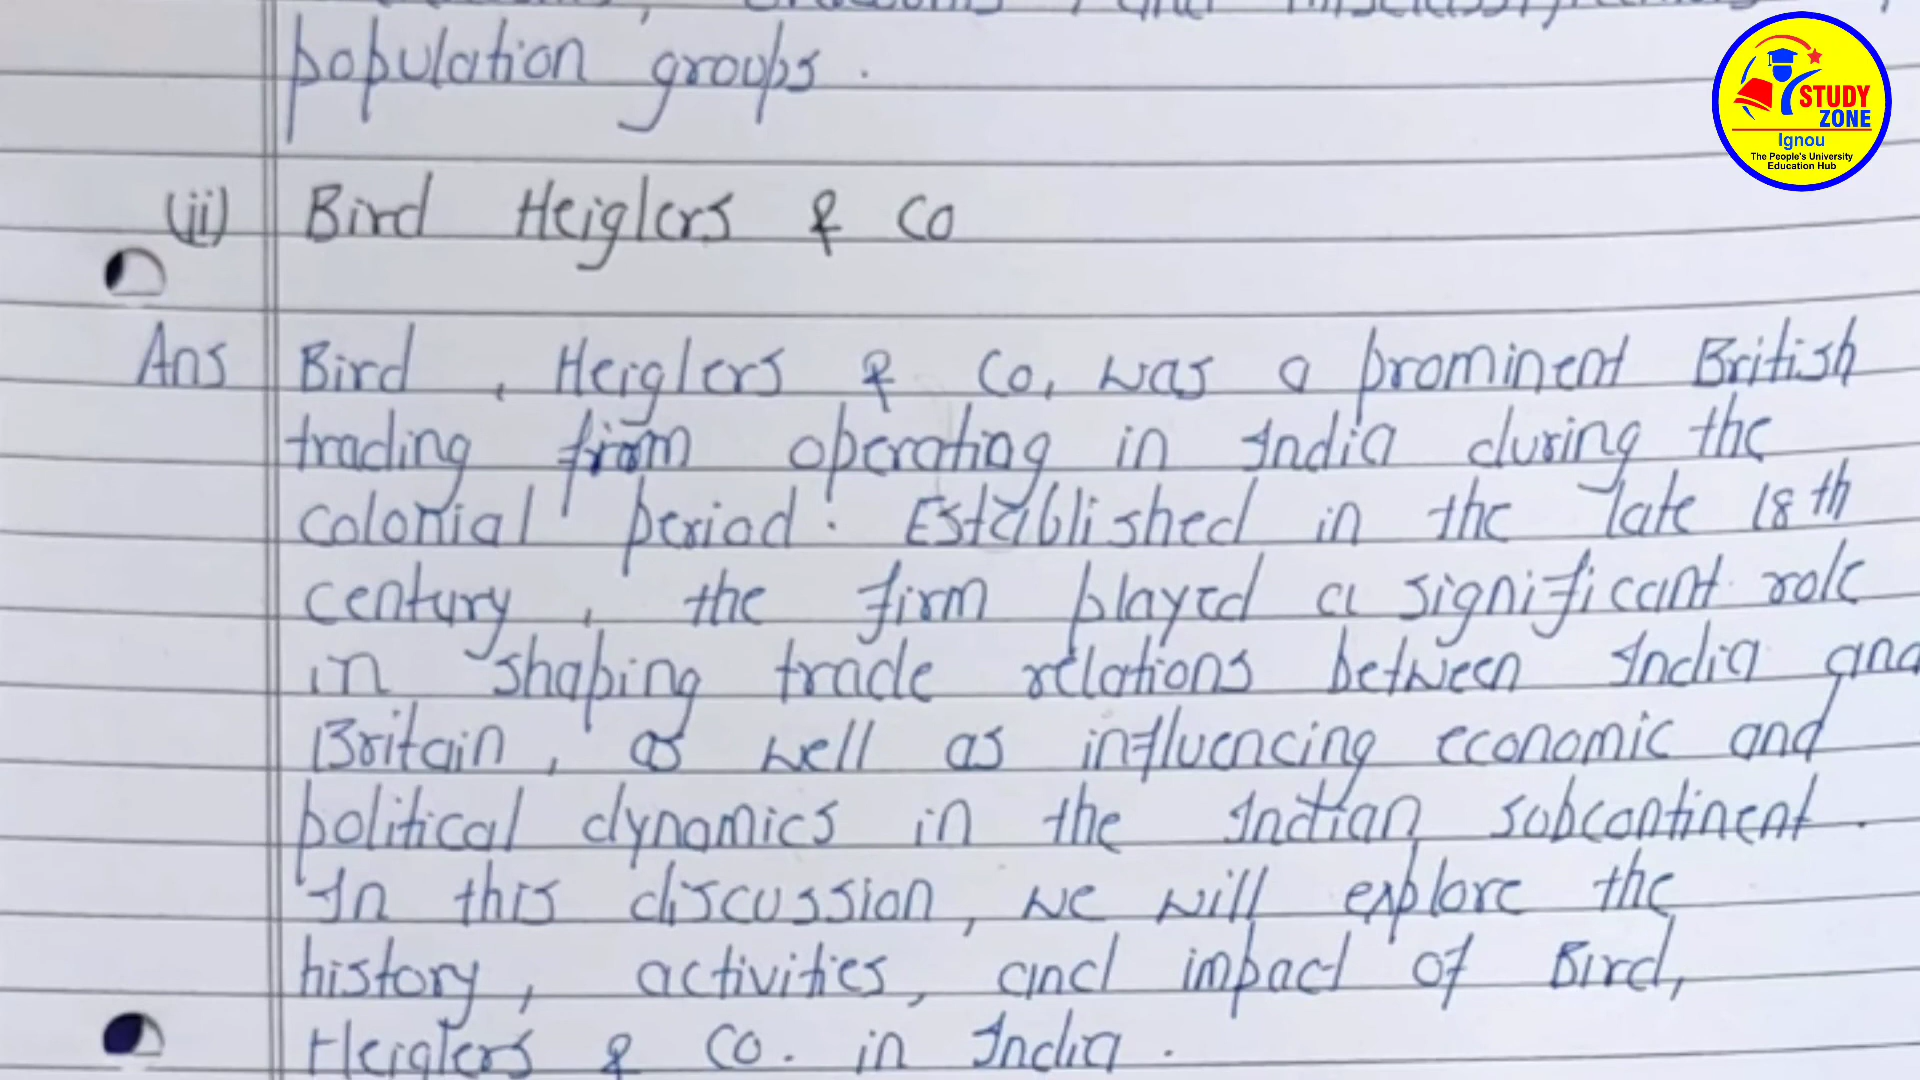 and
population groups.
(ii) Bird Heiglers & Co
Ans Bird, Heiglers & Co, was a prominent British
trading firm operating in India during the
colonial period. Established in the late 18th
century, the firm played a significant role
in shaping trade relations between India and
Britain, as well as influencing economic and
political dynamics in the Indian subcontinent.
In this discussion, we will explore the
history, activities, and impact of Bird,
Heiglers & Co. in India.
STUDY
ZONE
Ignou
The People's University
Education Hub